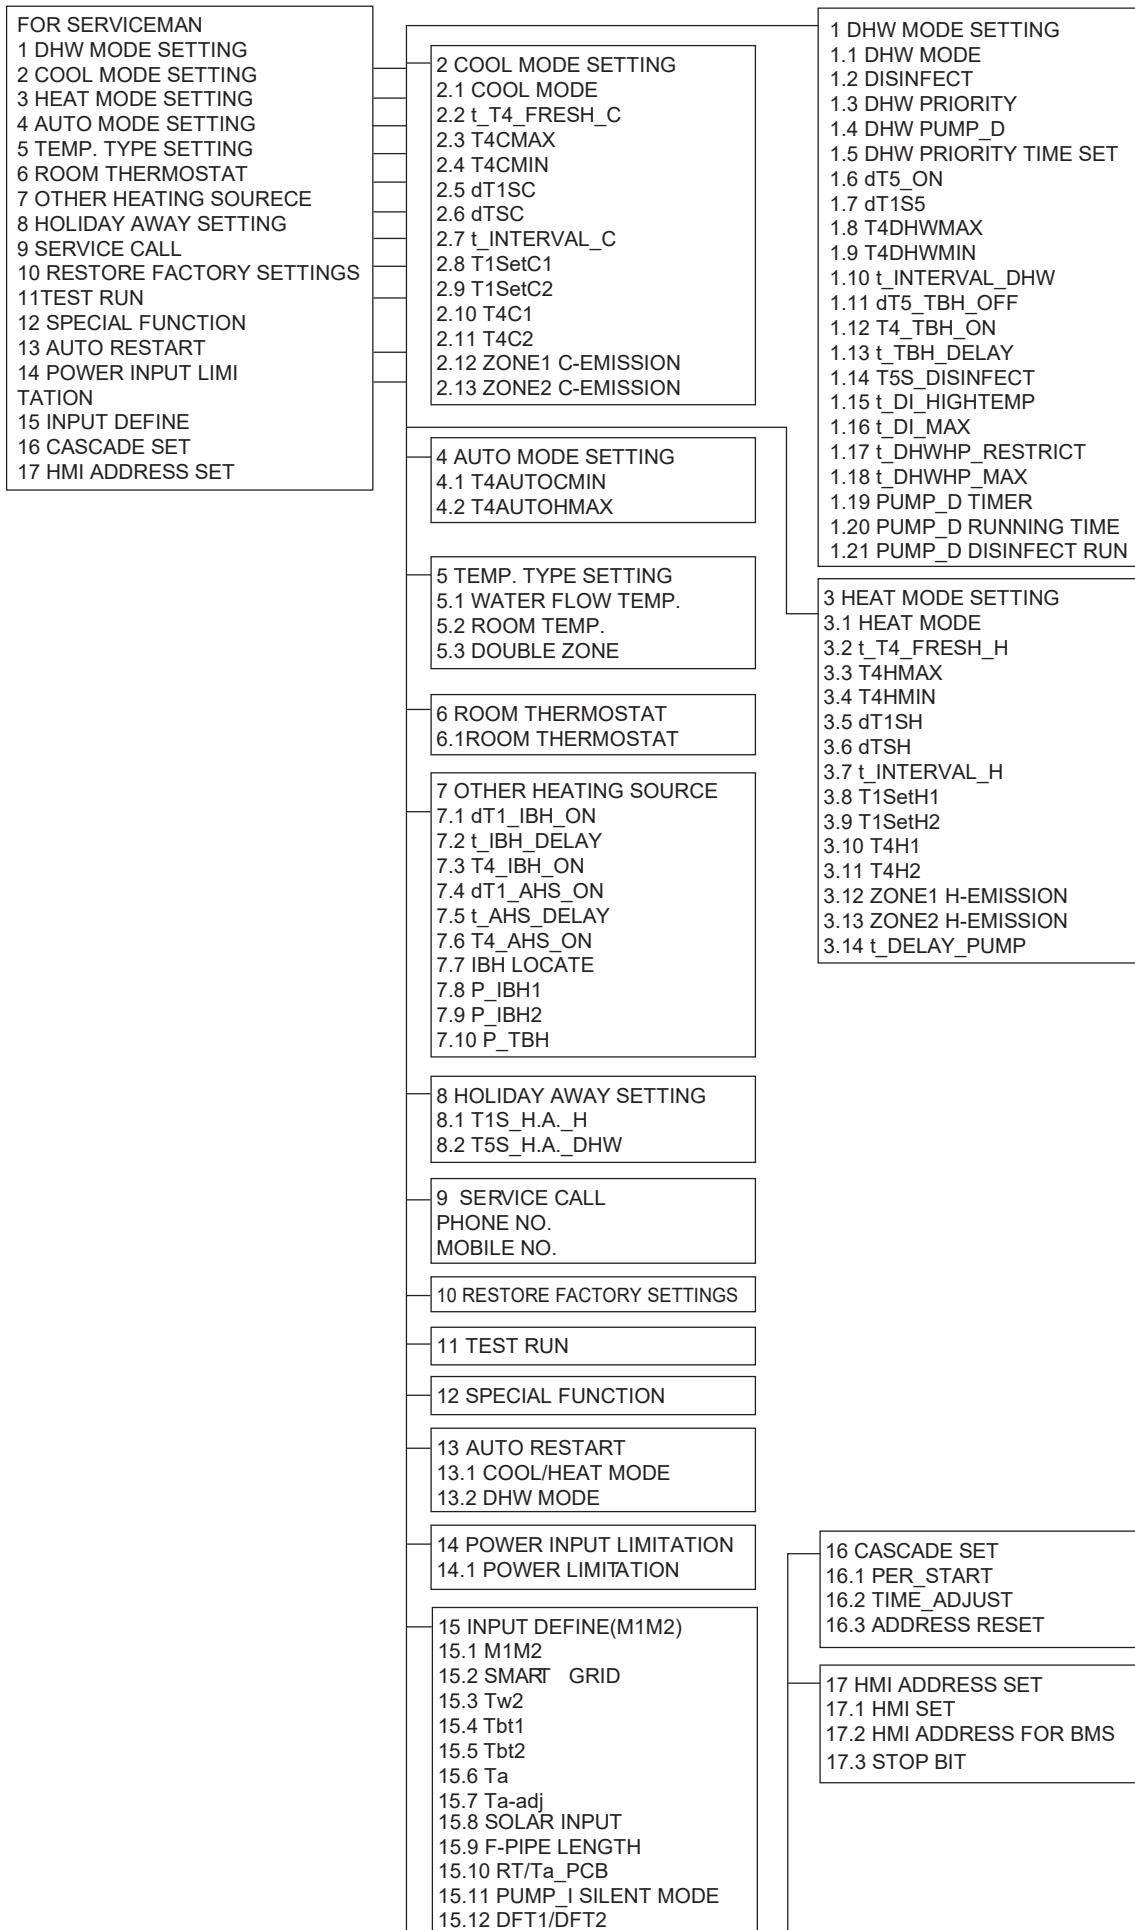 FOR SERVICEMAN
1 DHW MODE SETTING
2 COOL MODE SETTING
3 HEAT MODE SETTING
4 AUTO MODE SETTING
5 TEMP. TYPE SETTING
6 ROOM THERMOSTAT
7 OTHER HEATING SOURECE
8 HOLIDAY AWAY SETTING
9 SERVICE CALL
10 RESTORE FACTORY SETTINGS
11TEST RUN
12 SPECIAL FUNCTION
13 AUTO RESTART
14 POWER INPUT LIMI
TATION
15 INPUT DEFINE
16 CASCADE SET
17 HMI ADDRESS SET
1 DHW MODE SETTING
1.1 DHW MODE
1.2 DISINFECT
1.3 DHW PRIORITY
1.4 DHW PUMP_D
1.5 DHW PRIORITY TIME SET
1.6 dT5_ON
1.7 dT1S5
1.8 T4DHWMAX
1.9 T4DHWMIN
1.10 t_INTERVAL_DHW
1.11 dT5_TBH_OFF
1.12 T4_TBH_ON
1.13 t_TBH_DELAY
1.14 T5S_DISINFECT
1.15 t_DI_HIGHTEMP
1.16 t_DI_MAX
1.17 t_DHWHP_RESTRICT
1.18 t_DHWHP_MAX
1.19 PUMP_D TIMER
1.20 PUMP_D RUNNING TIME
1.21 PUMP_D DISINFECT RUN
2 COOL MODE SETTING
2.1 COOL MODE
2.2 t_T4_FRESH_C
2.3 T4CMAX
2.4 T4CMIN
2.5 dT1SC
2.6 dTSC
2.7 t_INTERVAL_C
2.8 T1SetC1
2.9 T1SetC2
2.10 T4C1
2.11 T4C2
2.12 ZONE1 C-EMISSION
2.13 ZONE2 C-EMISSION
3 HEAT MODE SETTING
3.1 HEAT MODE
3.2 t_T4_FRESH_H
3.3 T4HMAX
3.4 T4HMIN
3.5 dT1SH
3.6 dTSH
3.7 t_INTERVAL_H
3.8 T1SetH1
3.9 T1SetH2
3.10 T4H1
3.11 T4H2
3.12 ZONE1 H-EMISSION
3.13 ZONE2 H-EMISSION
3.14 t_DELAY_PUMP
4 AUTO MODE SETTING
4.1 T4AUTOCMIN
4.2 T4AUTOHMAX
5 TEMP. TYPE SETTING
5.1 WATER FLOW TEMP.
5.2 ROOM TEMP.
5.3 DOUBLE ZONE
6 ROOM THERMOSTAT
6.1ROOM THERMOSTAT
7 OTHER HEATING SOURCE
7.1 dT1_IBH_ON
7.2 t_IBH_DELAY
7.3 T4_IBH_ON
7.4 dT1_AHS_ON
7.5 t_AHS_DELAY
7.6 T4_AHS_ON
7.7 IBH LOCATE
7.8 P_IBH1
7.9 P_IBH2
7.10 P_TBH
8 HOLIDAY AWAY SETTING
8.1 T1S_H.A._H
8.2 T5S_H.A._DHW
9 SERVICE CALL
PHONE NO.
MOBILE NO.
10 RESTORE FACTORY SETTINGS
11 TEST RUN
12 SPECIAL FUNCTION
13 AUTO RESTART
13.1 COOL/HEAT MODE
13.2 DHW MODE
14 POWER INPUT LIMITATION
14.1 POWER LIMITATION
15 INPUT DEFINE(M1M2)
15.1 M1M2
15.2 SMART GRID
15.3 Tw2
15.4 Tbt1
15.5 Tbt2
15.6 Ta
15.7 Ta-adj
15.8 SOLAR INPUT
15.9 F-PIPE LENGTH
15.10 RT/Ta_PCB
15.11 PUMP_I SILENT MODE
15.12 DFT1/DFT2
16 CASCADE SET
16.1 PER_START
16.2 TIME_ADJUST
16.3 ADDRESS RESET
17 HMI ADDRESS SET
17.1 HMI SET
17.2 HMI ADDRESS FOR BMS
17.3 STOP BIT